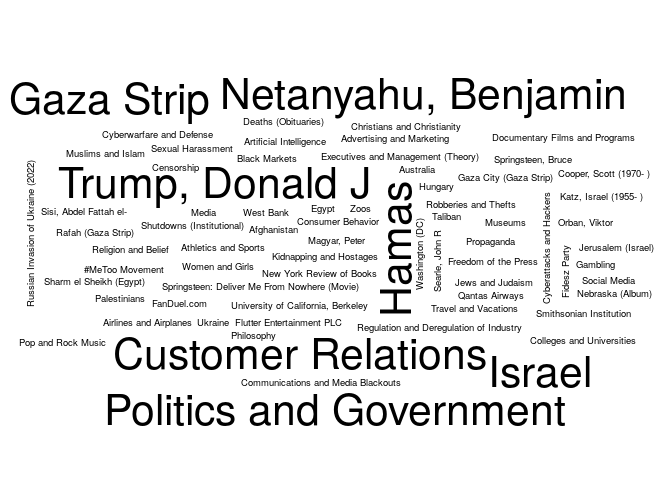 Gaza Strip
Netanyahu, Benjamin
Deaths (Obituaries)
Christians and Christianity
Cyberwarfare and Defense
Artificial Intelligence
Advertising and Marketing
Documentary Films and Programs
Muslims and Islam
Sexual Harassment
Black Markets
Executives and Management (Theory)
Springsteen, Bruce
Censorship
Australia
Trump, Donald J
Hamas
Hungary
Gaza City (Gaza Strip)
Cooper, Scott (1970- )
Katz, Israel (1955- )
Russian Invasion of Ukraine (2022)
Sisi, Abdel Fattah el-
Media
West Bank
Egypt
Zoos
Robberies and Thefts
Taliban
Rafah (Gaza Strip)
Shutdowns (Institutional)
Afghanistan
Consumer Behavior
Washington (DC)
Searle, John R
Museums
Cyberattacks and Hackers
Orban, Viktor
Religion and Belief
Athletics and Sports
Magyar, Peter
Propaganda
Fidesz Party
Jerusalem (Israel)
Kidnapping and Hostages
Freedom of the Press
Gambling
#MeToo Movement
Women and Girls
New York Review of Books
Sharm el Sheikh (Egypt)
Springsteen: Deliver Me From Nowhere (Movie)
Jews and Judaism
Social Media
Palestinians
FanDuel.com
University of California, Berkeley
Qantas Airways
Nebraska (Album)
Travel and Vacations
Smithsonian Institution
Airlines and Airplanes
Ukraine
Flutter Entertainment PLC
Regulation and Deregulation of Industry
Philosophy
Pop and Rock Music
Colleges and Universities
Customer Relations
Israel
Communications and Media Blackouts
Politics and Government